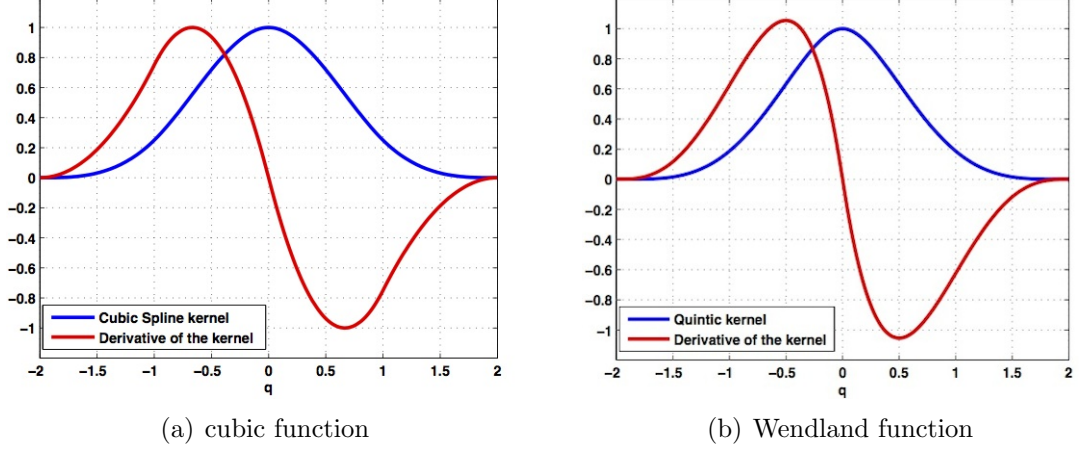 1
0.8
0.6
0.4
0.2
0
−0.2
−0.4
−0.6
−0.8
−1
Cubic Spline kernel
Derivative of the kernel
−2 −1.5 −1 −0.5 0 0.5 1 1.5 2
q
(a) cubic function
1
0.8
0.6
0.4
0.2
0
−0.2
−0.4
−0.6
−0.8
−1
Quintic kernel
Derivative of the kernel
−2 −1.5 −1 −0.5 0 0.5 1 1.5 2
q
(b) Wendland function